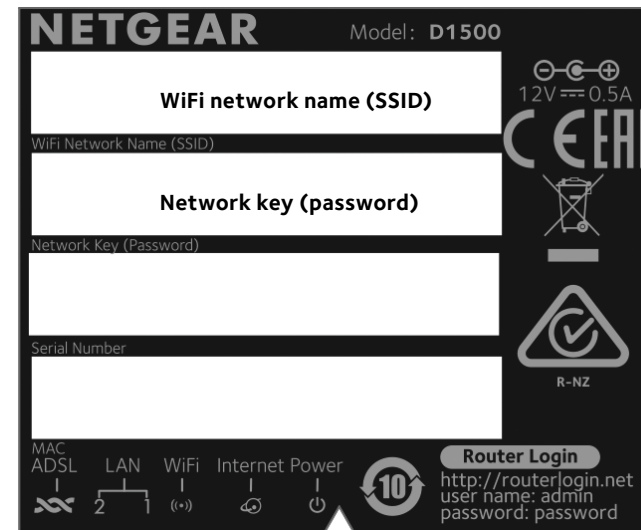 NETGEAR
Model: D1500
WiFi network name (SSID)
12V 0.5A
WiFi Network Name (SSID)
CE EAC
Network key (password)
Network Key (Password)
Serial Number
R-NZ
MAC
ADSL LAN WiFi Internet Power
2 1
10
Router Login
http://routerlogin.net
user name: admin
password: password